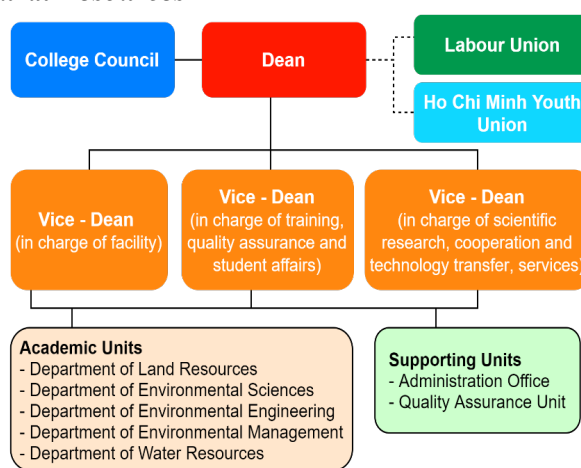 College Council
Dean
Labour Union
Ho Chi Minh Youth
Union
Vice - Dean
(in charge of facility)
Vice - Dean
(in charge of training,
quality assurance and
student affairs)
Vice - Dean
(in charge of scientific
research, cooperation and
technology transfer, services)
Academic Units
- Department of Land Resources
- Department of Environmental Sciences
- Department of Environmental Engineering
- Department of Environmental Management
- Department of Water Resources
Supporting Units
- Administration Office
- Quality Assurance Unit